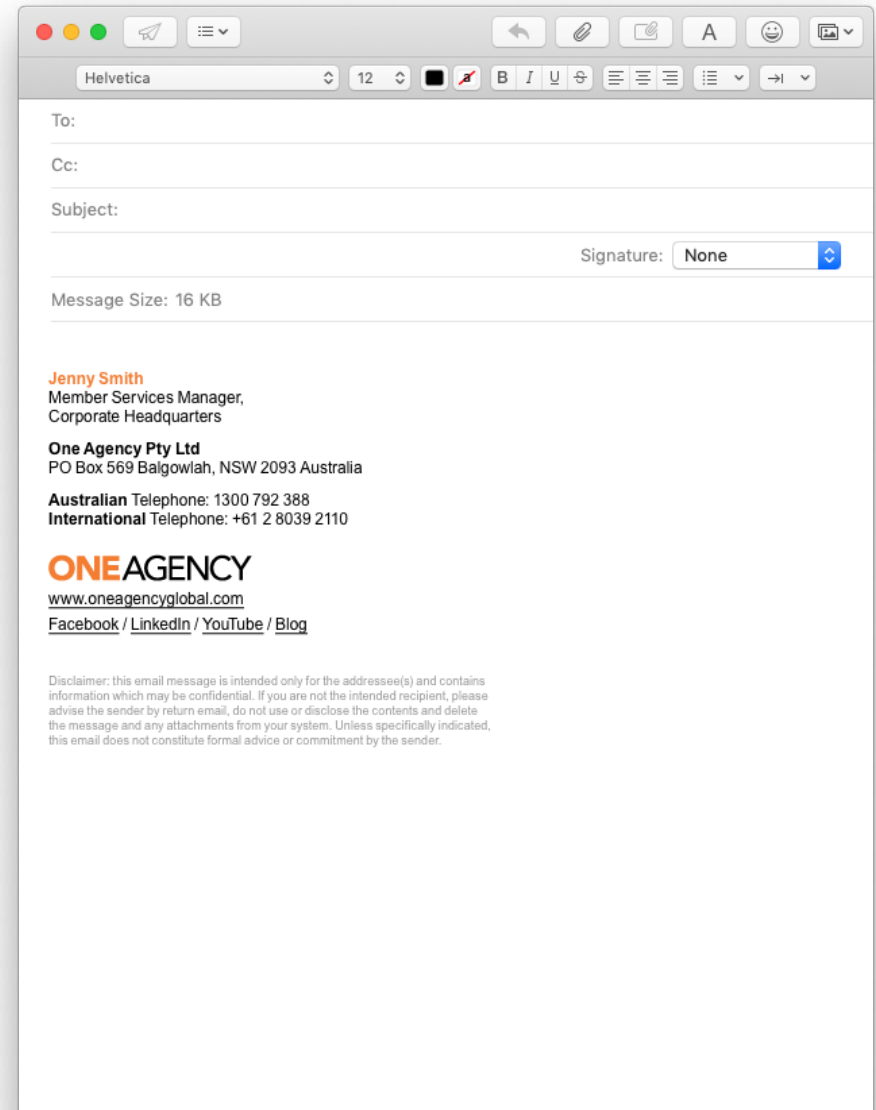 Helvetica 12 a B I U S
A
To:
Cc:
Subject:
Signature: None
Message Size: 16 KB
Jenny Smith
Member Services Manager,
Corporate Headquarters
One Agency Pty Ltd
PO Box 569 Balgowlah, NSW 2093 Australia
Australian Telephone: 1300 792 388
International Telephone: +61 2 8039 2110
ONEAGENCY
www.oneagencyglobal.com
Facebook / LinkedIn / YouTube / Blog
Disclaimer: this email message is intended only for the addressee(s) and contains
information which may be confidential. If you are not the intended recipient, please
advise the sender by return email, do not use or disclose the contents and delete
the message and any attachments from your system. Unless specifically indicated,
this email does not constitute formal advice or commitment by the sender.